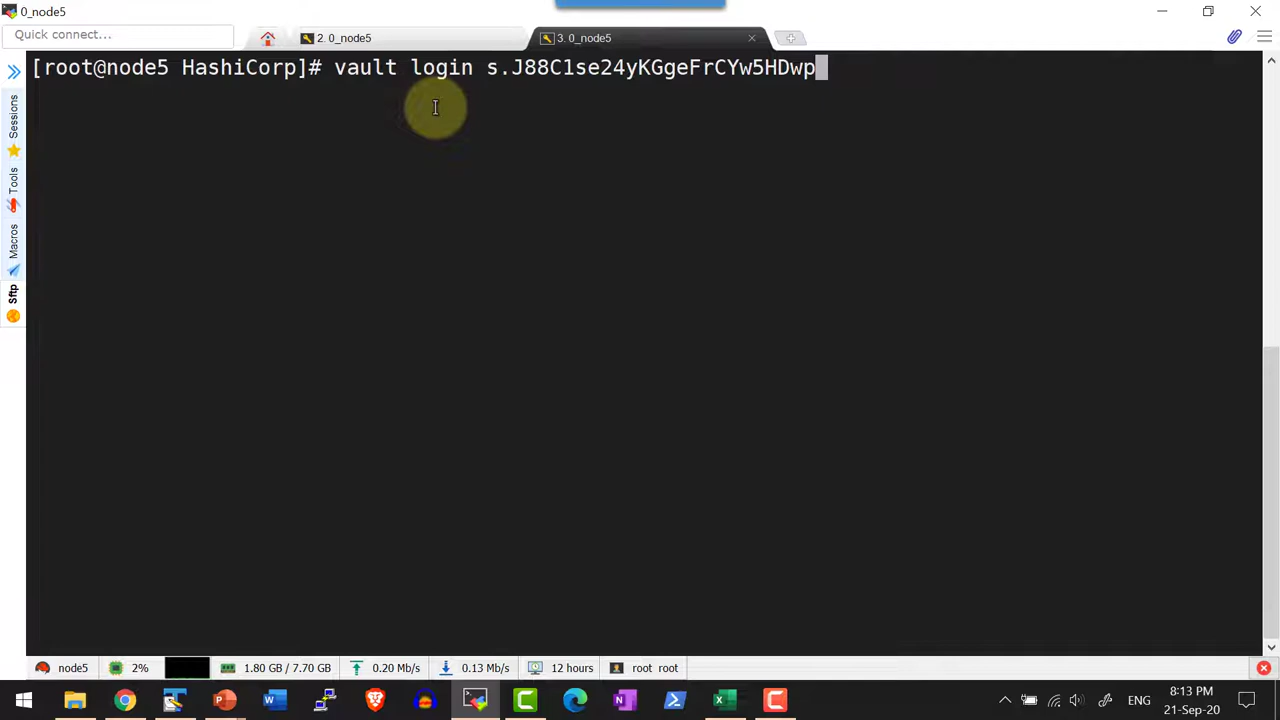 0_node5
Quick connect...
2. 0_node5
3. 0_node5
[root@node5 HashiCorp]# vault login s.J88C1se24yKGgeFrCYw5HDwp
Sessions
Tools
Macros
Sftp
node5
2%
1.80 GB / 7.70 GB
0.20 Mb/s
0.13 Mb/s
12 hours
root root
ENG
8:13 PM
21-Sep-20